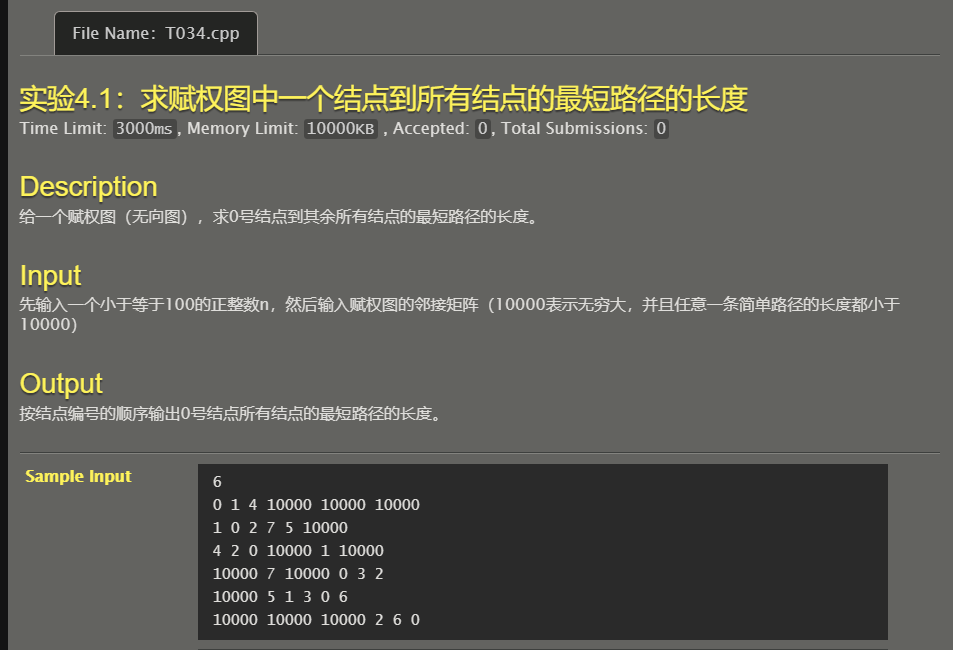 File Name: T034.cpp
实验4.1：求赋权图中一个结点到所有结点的最短路径的长度
Time Limit: 3000ms, Memory Limit: 10000KB , Accepted: 0, Total Submissions: 0
Description
给一个赋权图（无向图），求0号结点到其余所有结点的最短路径的长度。
Input
先输入一个小于等于100的正整数n，然后输入赋权图的邻接矩阵（10000表示无穷大，并且任意一条简单路径的长度都小于
10000）
Output
按结点编号的顺序输出0号结点所有结点的最短路径的长度。
Sample Input
6
0 1 4 10000 10000 10000
1 0 2 7 5 10000
4 2 0 10000 1 10000
10000 7 10000 0 3 2
10000 5 1 3 0 6
10000 10000 10000 2 6 0